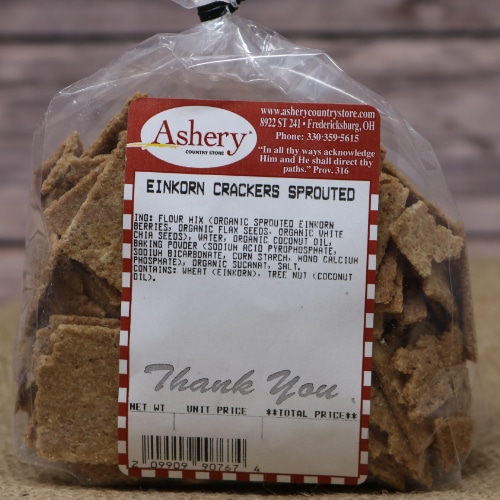 Ashery
COUNTRY STORE
www.asherycountrystore.com
8922 ST 241 • Fredericksburg, OH
Phone: 330-359-5615
"In all thy ways acknowledge
Him and He shall direct thy
paths." Prov. 316
EINKORN CRACKERS SPROUTED
ING: FLOUR MIX (ORGANIC SPROUTED EINKORN
BERRIES, ORGANIC FLAX SEEDS, ORGANIC WHITE
CHIA SEEDS), WATER, ORGANIC COCONUT OIL,
BAKING POWDER (SODIUM ACID PYROPHOSPHATE,
SODIUM BICARBONATE, CORN STARCH, MONO CALCIUM
PHOSPHATE), ORGANIC SUCANAT, SALT.
CONTAINS: WHEAT (EINKORN), TREE NUT (COCONUT
OIL).
Thank You
NET WT UNIT PRICE **TOTAL PRICE**
2 09909 90767 4